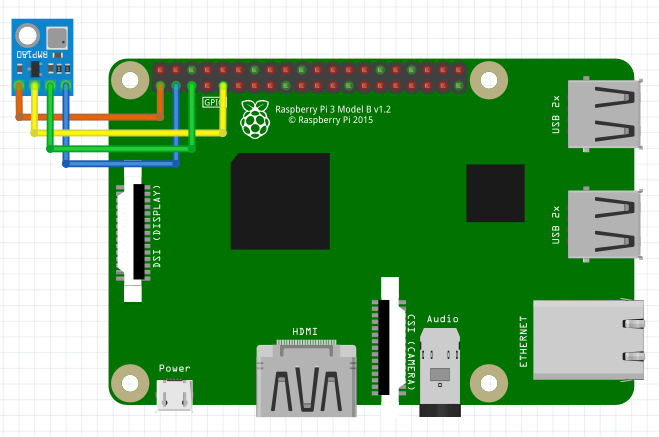 BMP180
GPIO
Raspberry Pi 3 Model B v1.2
© Raspberry Pi 2015
USB 2x
DSI (DISPLAY)
USB 2x
HDMI
CSI (CAMERA)
Audio
ETHERNET
Power